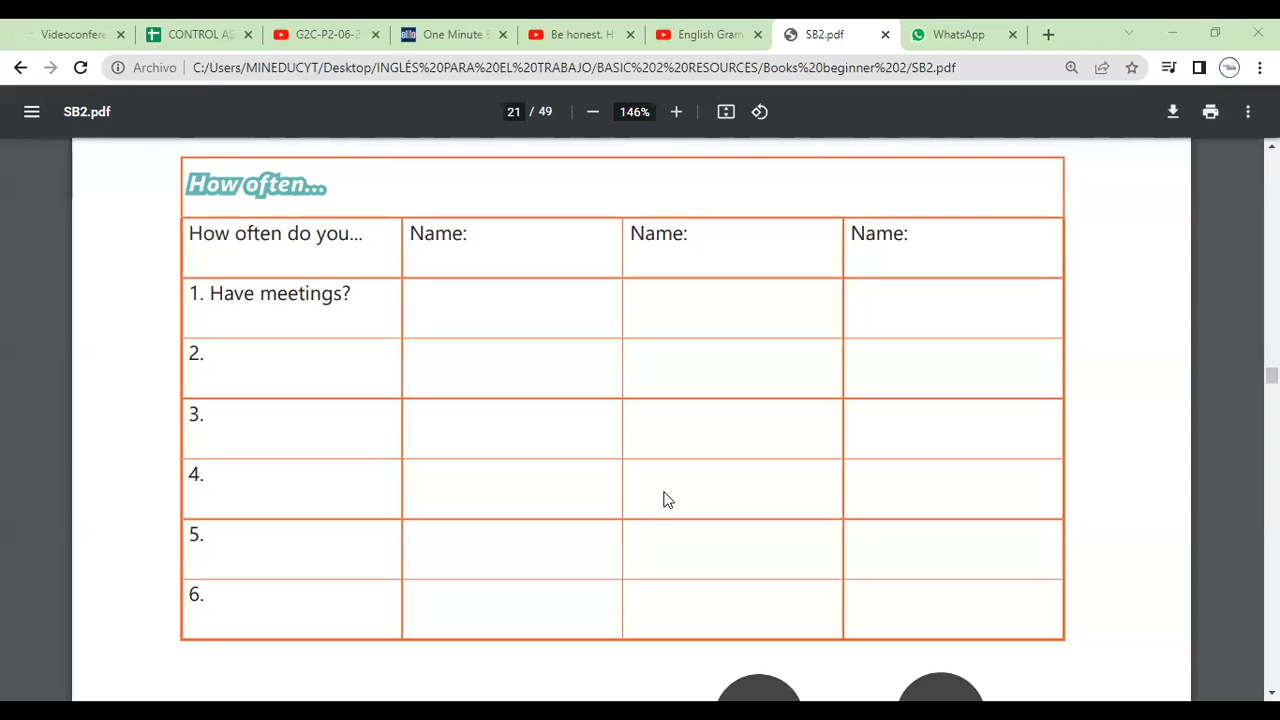 Videoconfere
CONTROL AS
G2C-P2-06-2
One Minute E
Be honest. H
English Gram
SB2.pdf
WhatsApp
Archivo
C:/Users/MINEDUCYT/Desktop/INGLÉS%20PARA%20EL%20TRABAJO/BASIC%202%20RESOURCES/Books%20beginner%202/SB2.pdf
SB2.pdf
21 / 49
146%
How often...
How often do you...
Name:
Name:
Name:
1. Have meetings?
2.
3.
4.
5.
6.